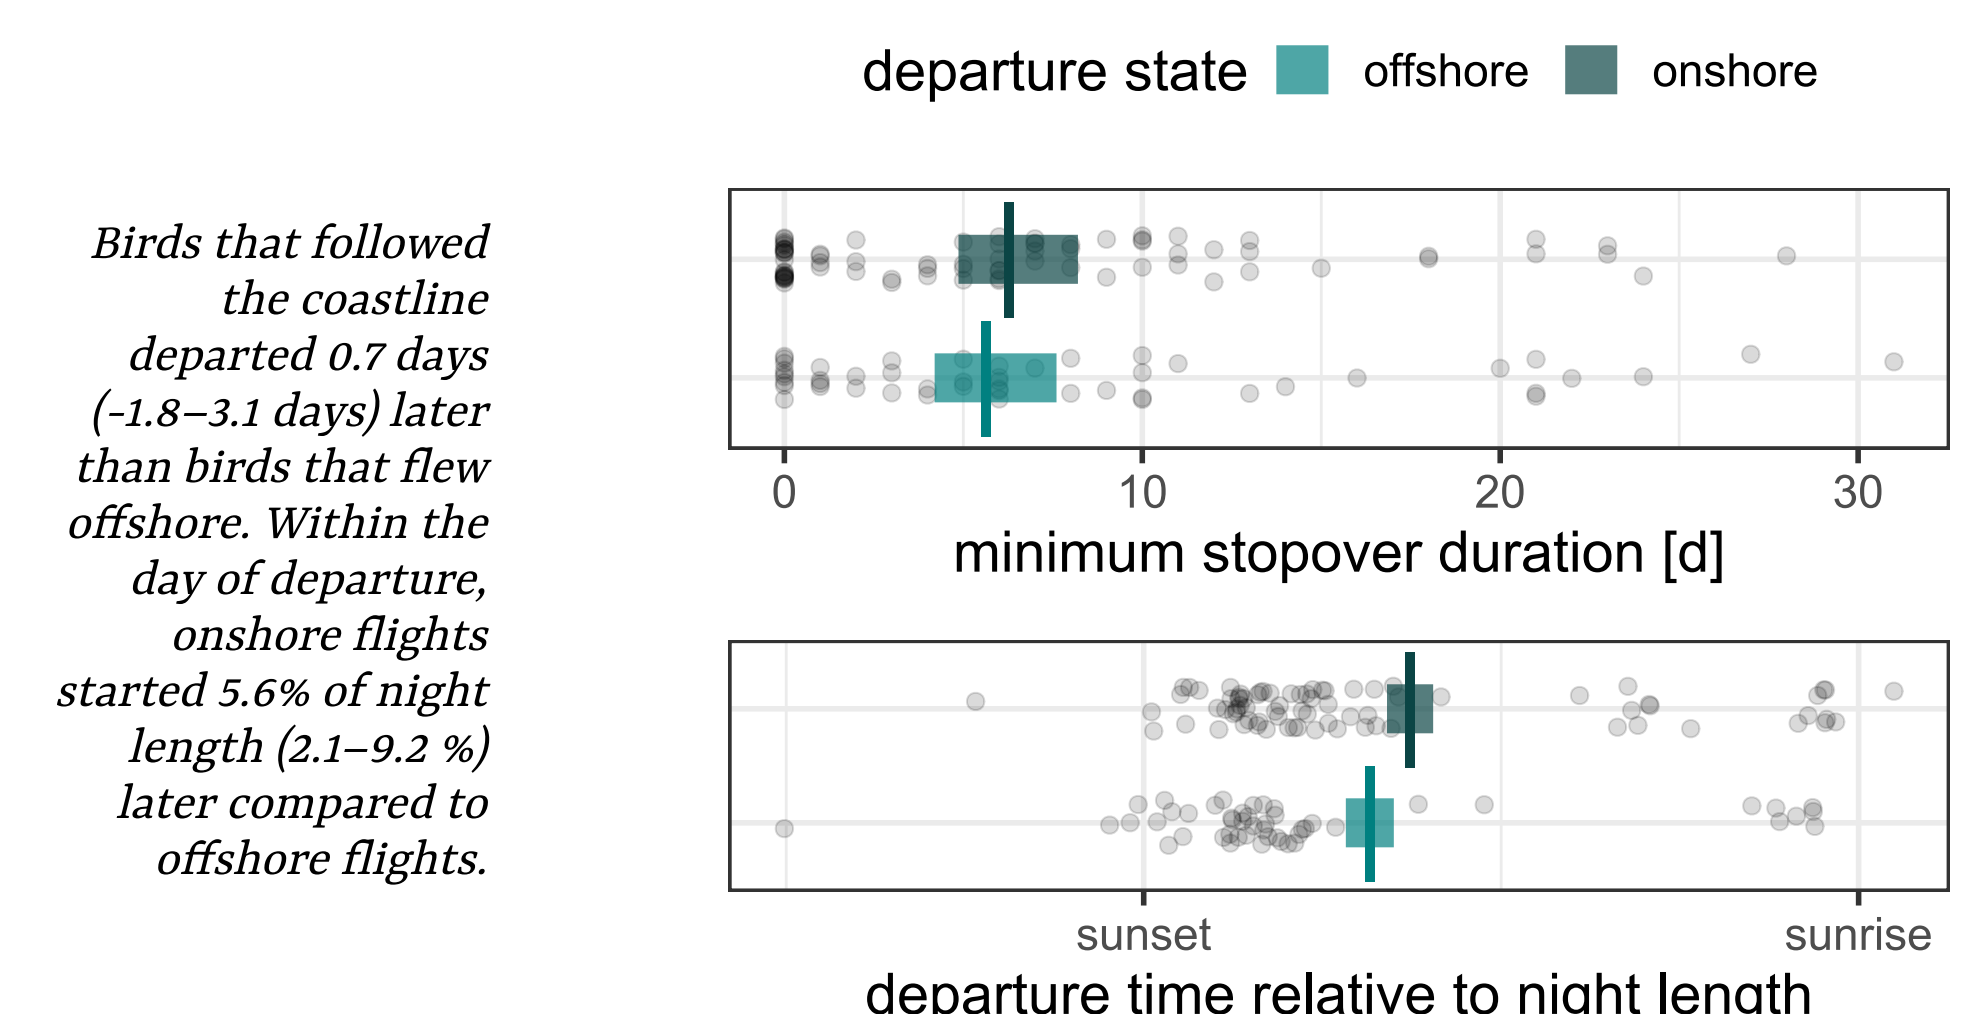 departure state offshore onshore
Birds that followed
the coastline
departed 0.7 days
(-1.8–3.1 days) later
than birds that flew
offshore. Within the
day of departure,
onshore flights
started 5.6% of night
length (2.1–9.2 %)
later compared to
offshore flights.
0 10 20 30
minimum stopover duration [d]
sunset sunrise
departure time relative to night length